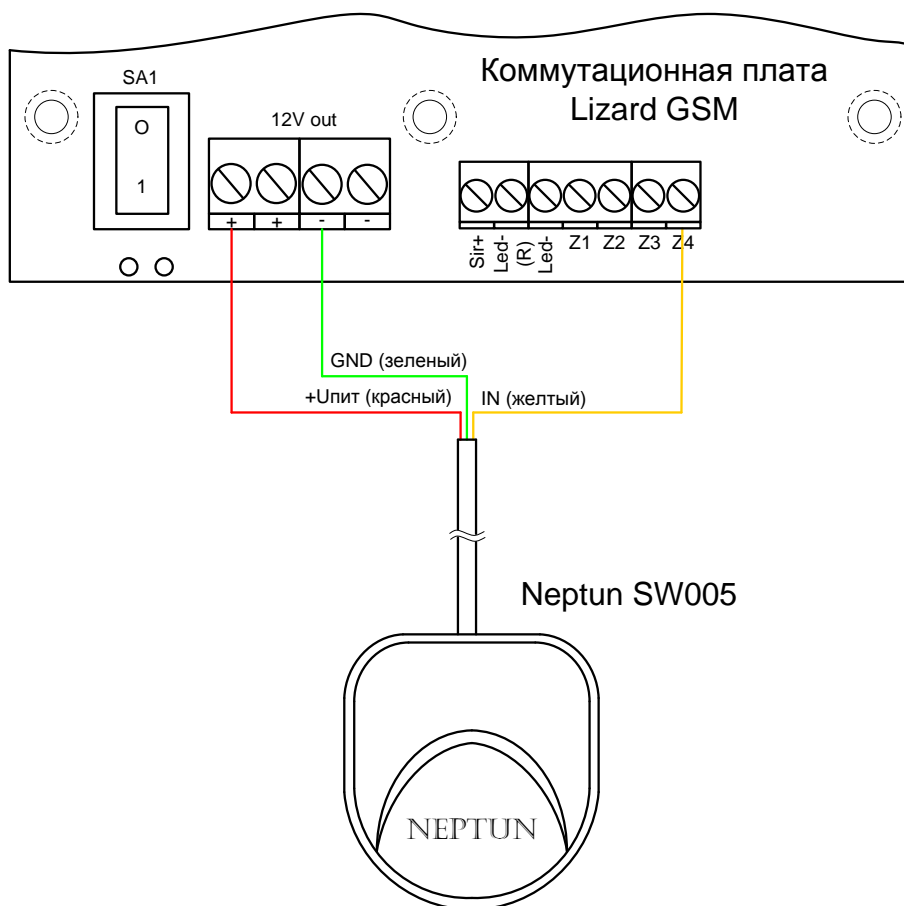 SA1
O
1
12V out
+ + - -
Коммутационная плата
Lizard GSM
Sir+ Led- (R) Led- Z1 Z2 Z3 Z4
GND (зеленый)
+Uпит (красный)
IN (желтый)
Neptun SW005
NEPTUN